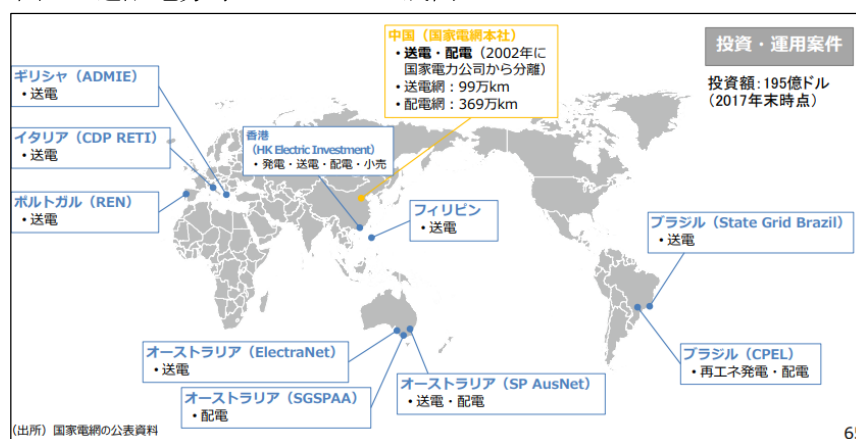 中国（国家電網本社）
・送電・配電（2002年に
国家電力公司から分離）
・送電網：99万km
・配電網：369万km
投資・運用案件
投資額：195億ドル
（2017年末時点）
ギリシャ（ADMIE）
・送電
イタリア（CDP RETI）
・送電
ポルトガル（REN）
・送電
香港
（HK Electric Investment）
・発電・送電・配電・小売
フィリピン
・送電
ブラジル（State Grid Brazil）
・送電
ブラジル（CPEL）
・再エネ発電・配電
オーストラリア（ElectraNet）
・送電
オーストラリア（SGSPAA）
・配電
オーストラリア（SP AusNet）
・送電・配電
（出所）国家電網の公表資料
65